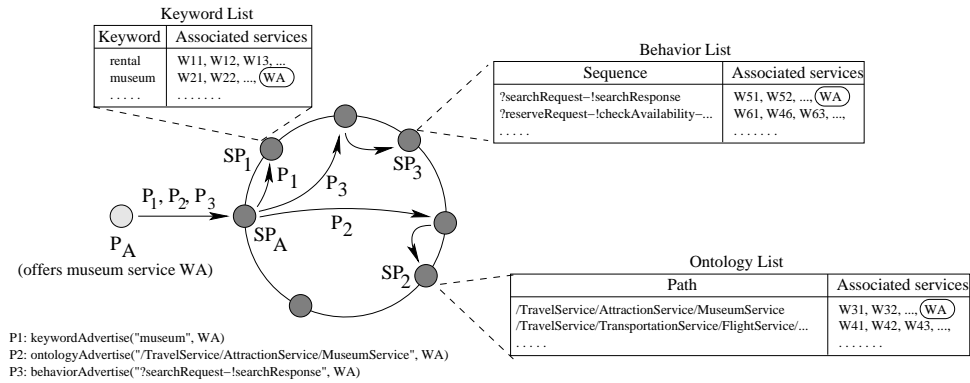 Keyword List
Keyword Associated services
rental W11, W12, W13, ...
museum W21, W22, ..., WA
. . . . . . . . . . . .
Behavior List
Sequence Associated services
?searchRequest−!searchResponse W51, W52, ..., WA
?reserveRequest−!checkAvailability−... W61, W46, W63, ...,
. . . . . . . . . . . .
SP1
SP3
P1
P3
P1, P2, P3
P2
PA
SPA
(offers museum service WA)
SP2
Ontology List
Path Associated services
/TravelService/AttractionService/MuseumService W31, W32, ..., WA
/TravelService/TransportationService/FlightService/... W41, W42, W43, ...,
. . . . . . . . . . . .
P1: keywordAdvertise("museum", WA)
P2: ontologyAdvertise("/TravelService/AttractionService/MuseumService", WA)
P3: behaviorAdvertise("?searchRequest−!searchResponse", WA)